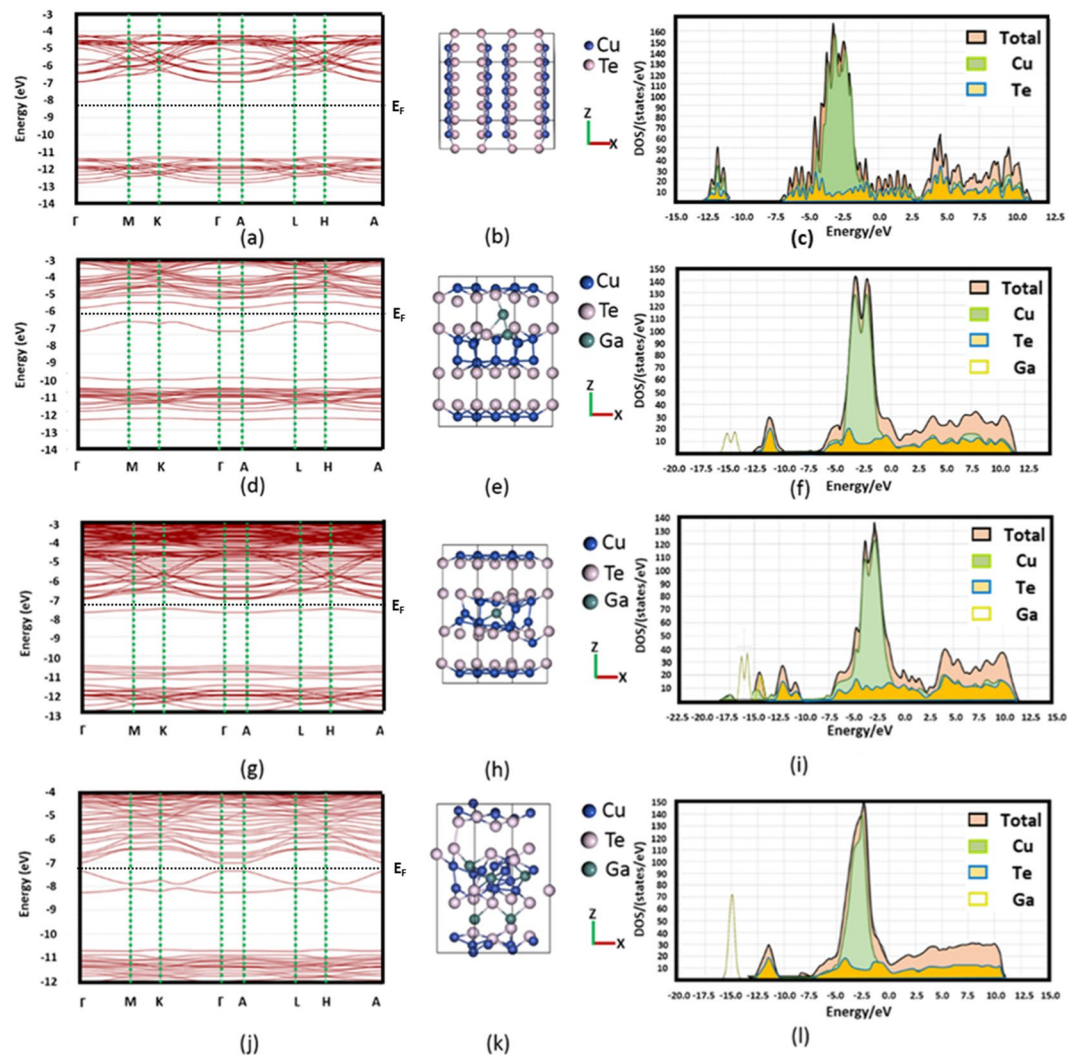 -3
-4
-5
-6
-7
-8
-9
-10
-11
-12
-13
-14
Energy (eV)
E_F
Γ M K Γ A L H A
(a)
Cu
Te
Z
X
(b)
160
150
140
130
120
110
100
90
80
70
60
50
40
30
20
10
DOS/(states/eV)
Total
Cu
Te
-15.0 -12.5 -10.0 -7.5 -5.0 -2.5 0.0 2.5 5.0 7.5 10.0 12.5
Energy/eV
(c)
-3
-4
-5
-6
-7
-8
-9
-10
-11
-12
-13
-14
Energy (eV)
E_F
Γ M K Γ A L H A
(d)
Cu
Te
Ga
Z
X
(e)
150
140
130
120
110
100
90
80
70
60
50
40
30
20
10
DOS/(states/eV)
Total
Cu
Te
Ga
-20.0 -17.5 -15.0 -12.5 -10.0 -7.5 -5.0 -2.5 0.0 2.5 5.0 7.5 10.0 12.5
Energy/eV
(f)
-3
-4
-5
-6
-7
-8
-9
-10
-11
-12
-13
Energy (eV)
E_F
Γ M K Γ A L H A
(g)
Cu
Te
Ga
Z
X
(h)
140
130
120
110
100
90
80
70
60
50
40
30
20
10
DOS/(states/eV)
Total
Cu
Te
Ga
-22.5 -20.0 -17.5 -15.0 -12.5 -10.0 -7.5 -5.0 -2.5 0.0 2.5 5.0 7.5 10.0 12.5
Energy/eV
(i)
-4
-5
-6
-7
-8
-9
-10
-11
-12
Energy (eV)
E_F
Γ M K Γ A L H A
(j)
Cu
Te
Ga
Z
X
(k)
150
140
130
120
110
100
90
80
70
60
50
40
30
20
10
DOS/(states/eV)
Total
Cu
Te
Ga
-20.0 -17.5 -15.0 -12.5 -10.0 -7.5 -5.0 -2.5 0.0 2.5 5.0 7.5 10.0 12.5 15.0
Energy/eV
(l)